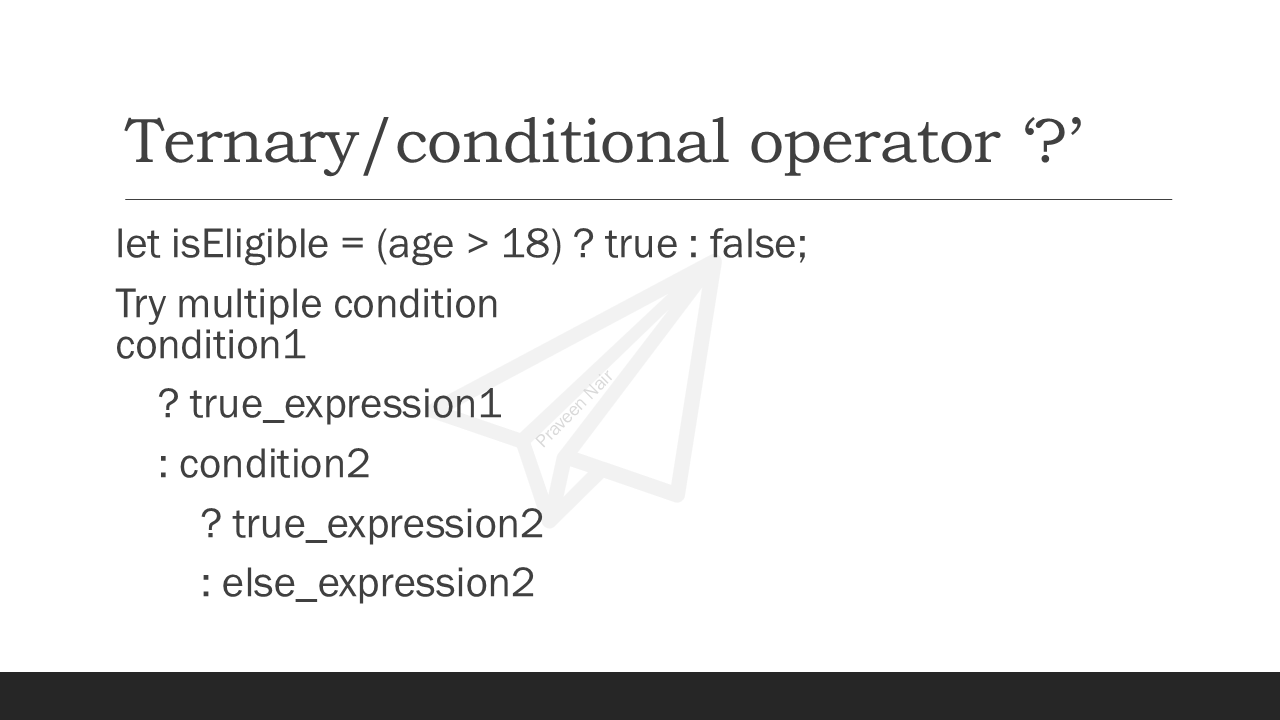 Ternary/conditional operator ‘?’
let isEligible = (age > 18) ? true : false;
Try multiple condition
condition1
? true_expression1
: condition2
? true_expression2
: else_expression2
Praveen Nair